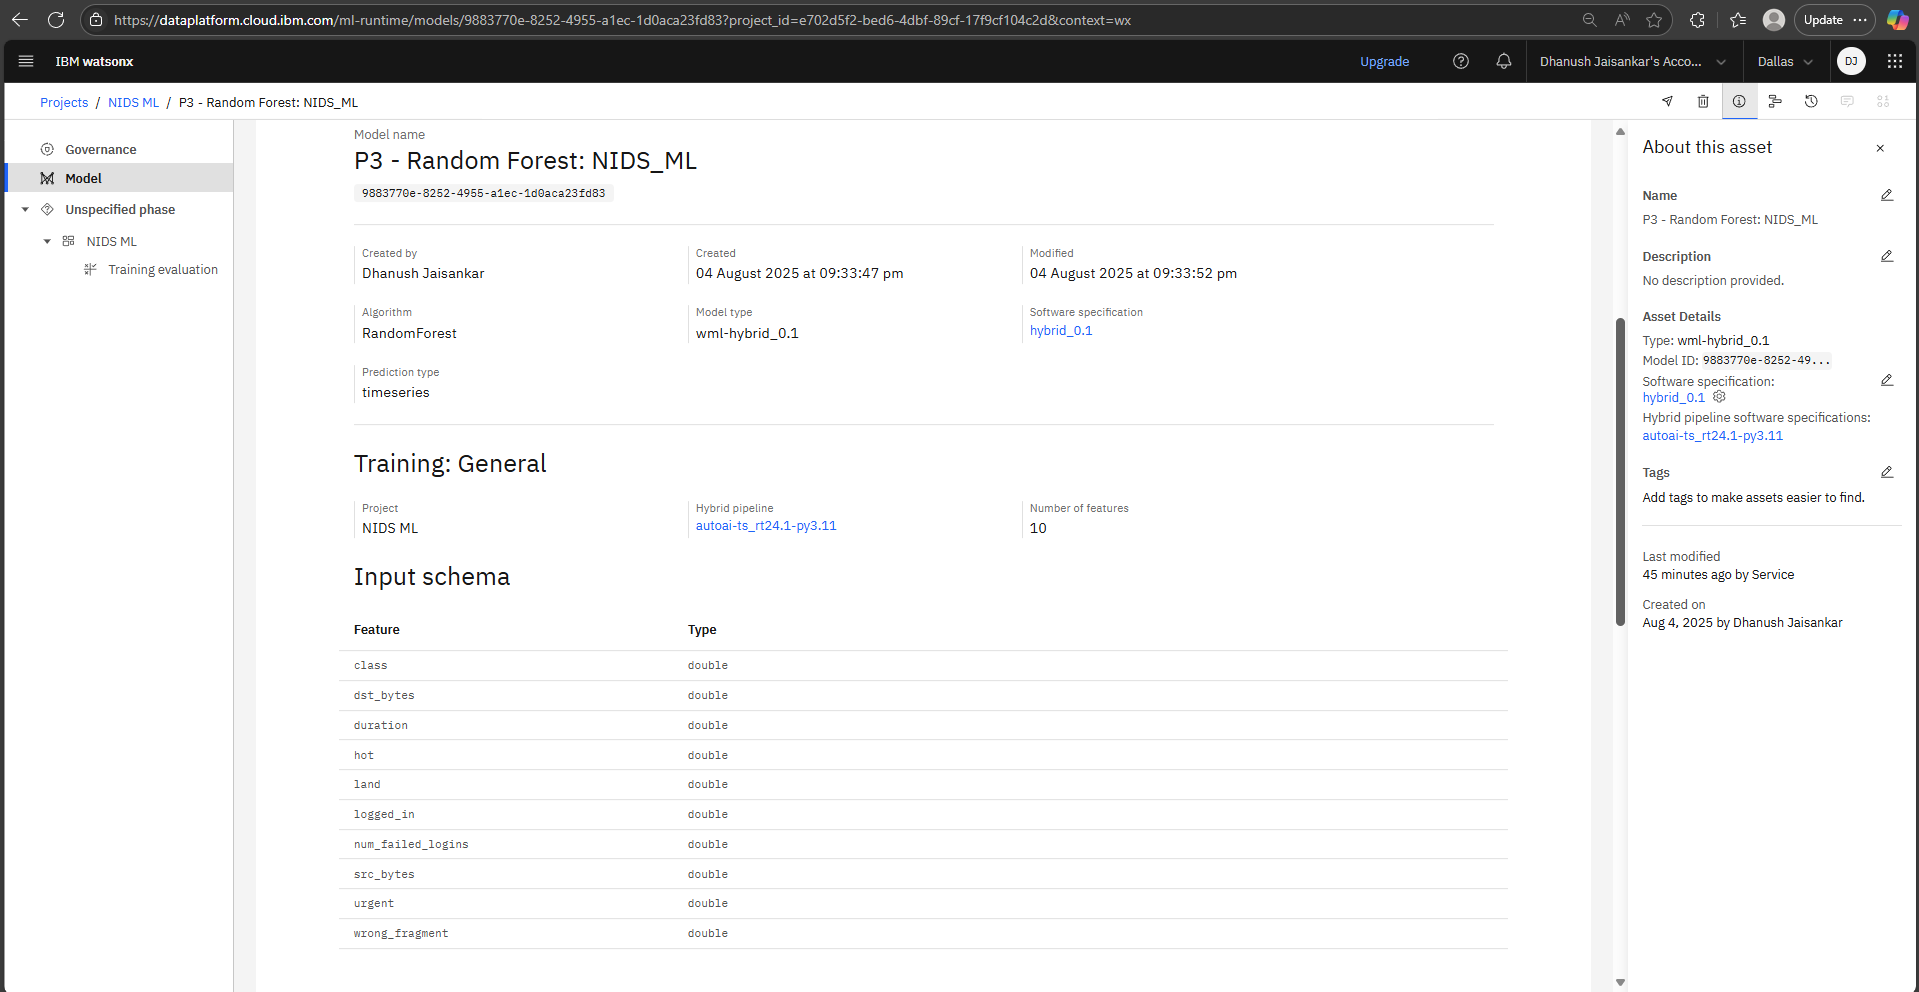 https://dataplatform.cloud.ibm.com/ml-runtime/models/9883770e-8252-4955-a1ec-1d0aca23fd83?project_id=e702d5f2-bed6-4dbf-89cf-17f9cf104c2d&context=wx
Update
IBM watsonx
Upgrade
Dhanush Jaisankar's Acco...
Dallas
DJ
Projects / NIDS ML / P3 - Random Forest: NIDS_ML
Governance
Model
Unspecified phase
NIDS ML
Training evaluation
Model name
P3 - Random Forest: NIDS_ML
9883770e-8252-4955-a1ec-1d0aca23fd83
Created by
Dhanush Jaisankar
Created
04 August 2025 at 09:33:47 pm
Modified
04 August 2025 at 09:33:52 pm
Algorithm
RandomForest
Model type
wml-hybrid_0.1
Software specification
hybrid_0.1
Prediction type
timeseries
Training: General
Project
NIDS ML
Hybrid pipeline
autoai-ts_rt24.1-py3.11
Number of features
10
Input schema
Feature Type
class double
dst_bytes double
duration double
hot double
land double
logged_in double
num_failed_logins double
src_bytes double
urgent double
wrong_fragment double
About this asset
Name
P3 - Random Forest: NIDS_ML
Description
No description provided.
Asset Details
Type: wml-hybrid_0.1
Model ID: 9883770e-8252-49...
Software specification:
hybrid_0.1
Hybrid pipeline software specifications:
autoai-ts_rt24.1-py3.11
Tags
Add tags to make assets easier to find.
Last modified
45 minutes ago by Service
Created on
Aug 4, 2025 by Dhanush Jaisankar